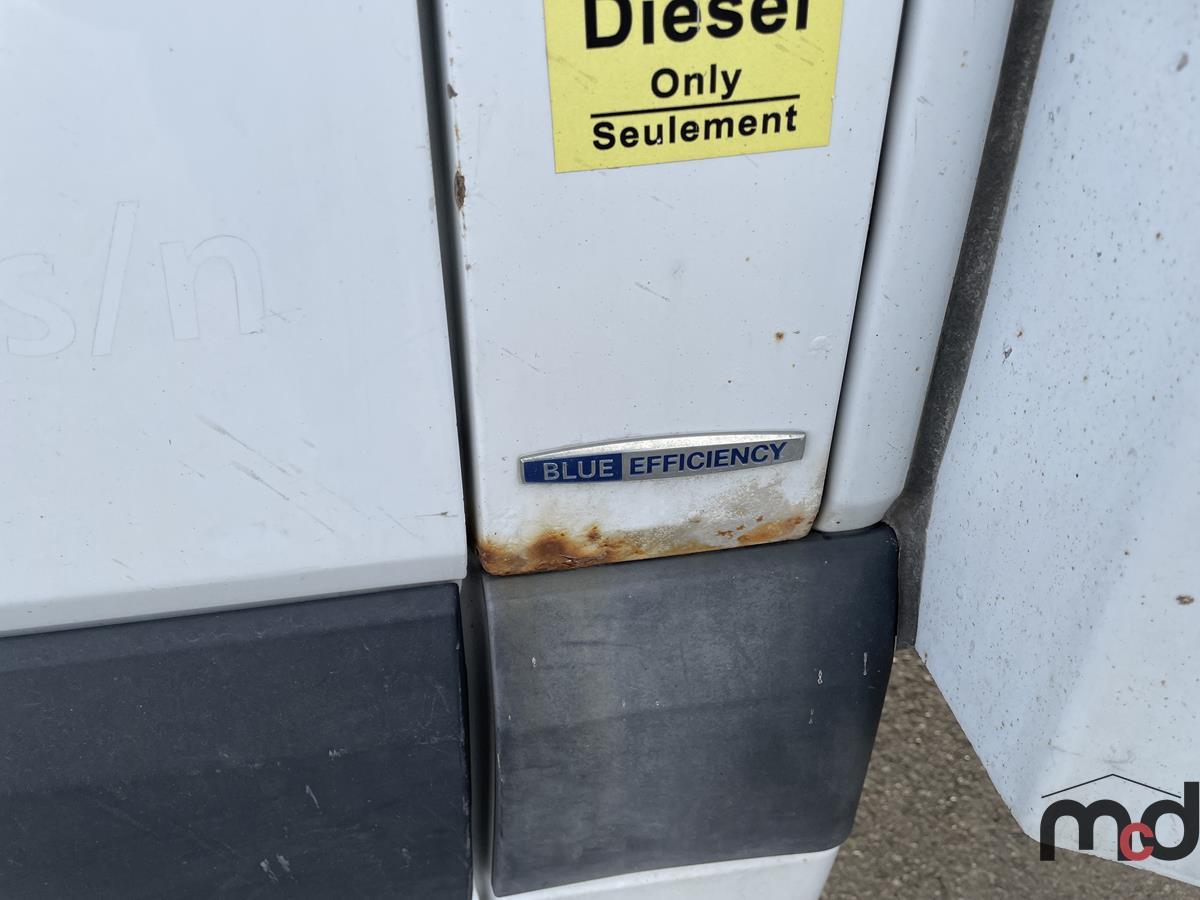 Diesel
Only
Seulement
s/n
BLUE EFFICIENCY
mcd